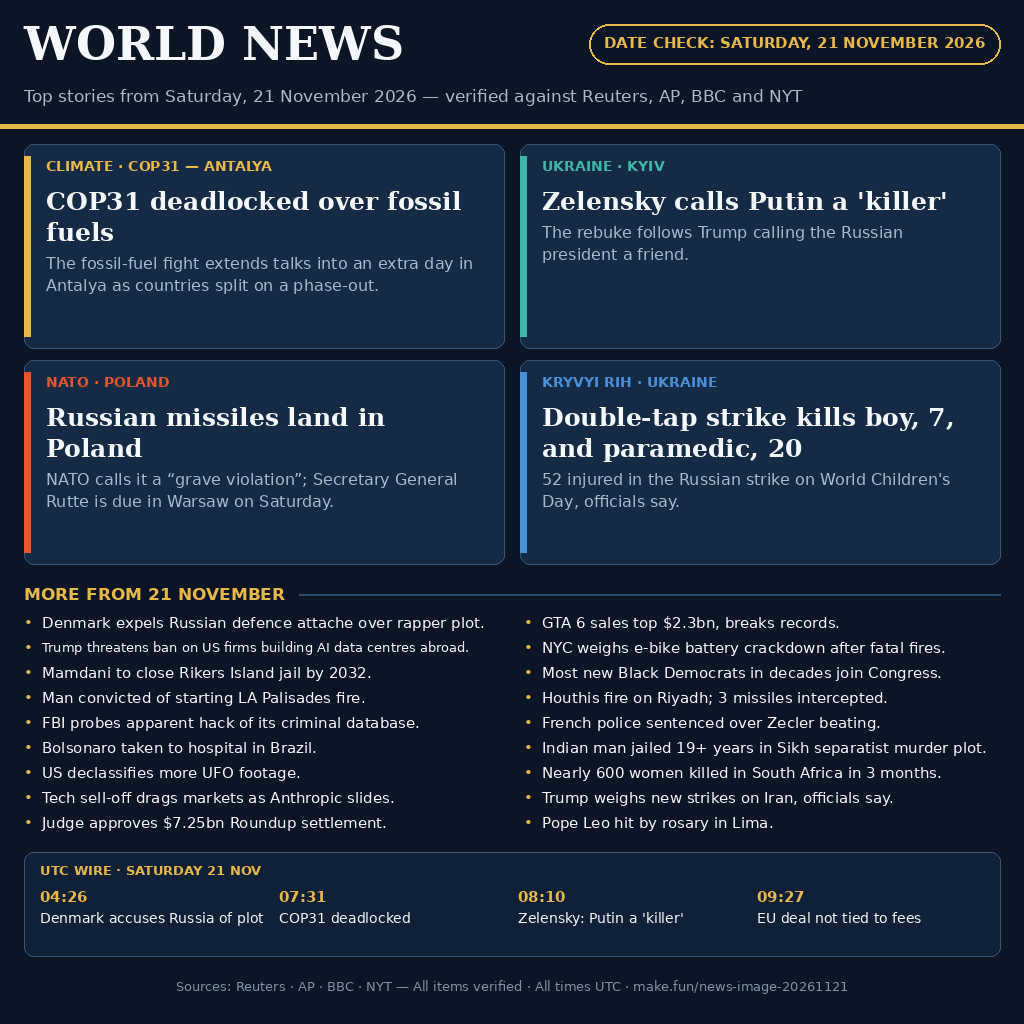 WORLD NEWS
DATE CHECK: SATURDAY, 21 NOVEMBER 2026
Top stories from Saturday, 21 November 2026 — verified against Reuters, AP, BBC and NYT
CLIMATE · COP31 — ANTALYA
COP31 deadlocked over fossil
fuels
The fossil-fuel fight extends talks into an extra day in
Antalya as countries split on a phase-out.
UKRAINE · KYIV
Zelensky calls Putin a 'killer'
The rebuke follows Trump calling the Russian
president a friend.
NATO · POLAND
Russian missiles land in
Poland
NATO calls it a “grave violation”; Secretary General
Rutte is due in Warsaw on Saturday.
KRYVYI RIH · UKRAINE
Double-tap strike kills boy, 7,
and paramedic, 20
52 injured in the Russian strike on World Children's
Day, officials say.
MORE FROM 21 NOVEMBER
• Denmark expels Russian defence attache over rapper plot.
• Trump threatens ban on US firms building AI data centres abroad.
• Mamdani to close Rikers Island jail by 2032.
• Man convicted of starting LA Palisades fire.
• FBI probes apparent hack of its criminal database.
• Bolsonaro taken to hospital in Brazil.
• US declassifies more UFO footage.
• Tech sell-off drags markets as Anthropic slides.
• Judge approves $7.25bn Roundup settlement.
• GTA 6 sales top $2.3bn, breaks records.
• NYC weighs e-bike battery crackdown after fatal fires.
• Most new Black Democrats in decades join Congress.
• Houthis fire on Riyadh; 3 missiles intercepted.
• French police sentenced over Zecler beating.
• Indian man jailed 19+ years in Sikh separatist murder plot.
• Nearly 600 women killed in South Africa in 3 months.
• Trump weighs new strikes on Iran, officials say.
• Pope Leo hit by rosary in Lima.
UTC WIRE · SATURDAY 21 NOV
04:26
Denmark accuses Russia of plot
07:31
COP31 deadlocked
08:10
Zelensky: Putin a 'killer'
09:27
EU deal not tied to fees
Sources: Reuters · AP · BBC · NYT — All items verified · All times UTC · make.fun/news-image-20261121